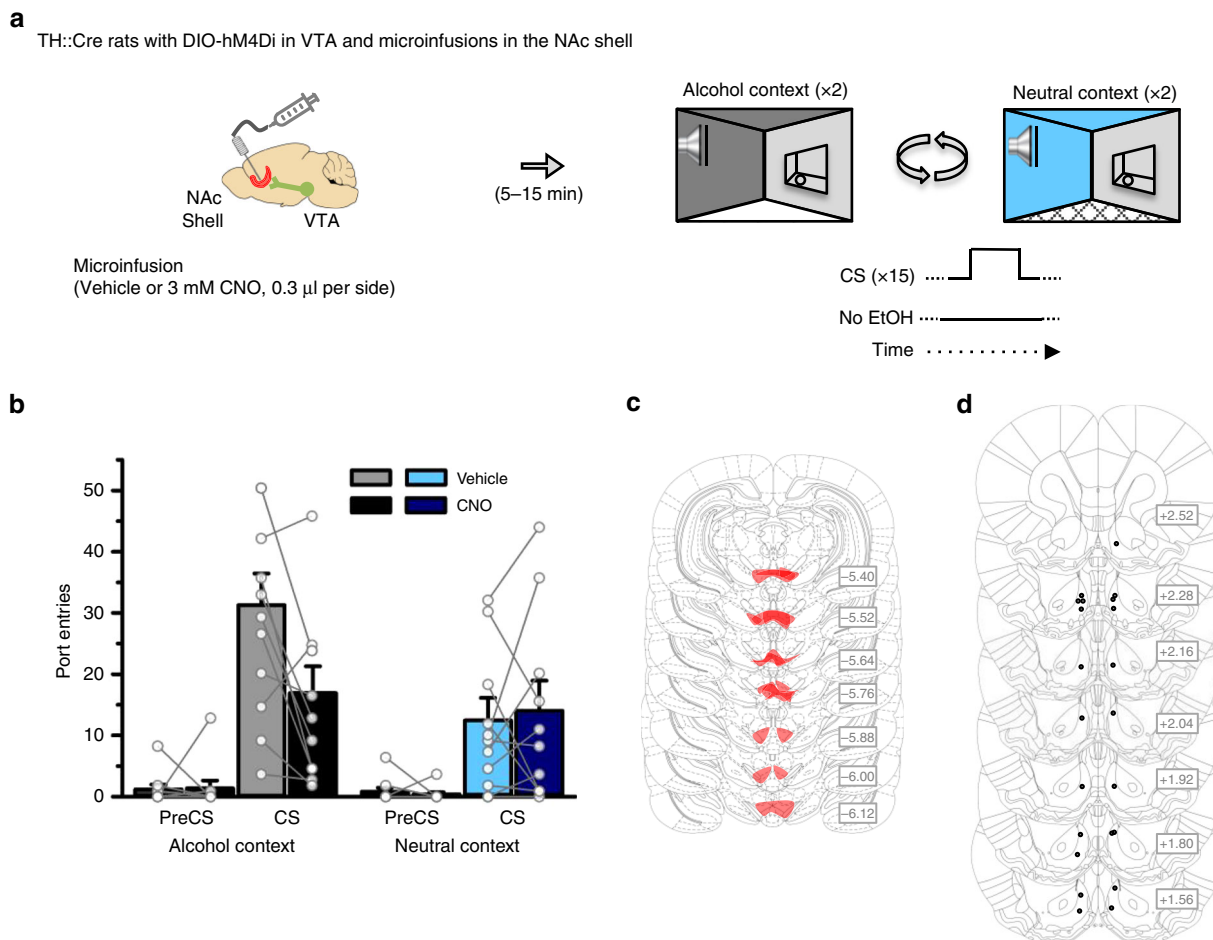 a
TH::Cre rats with DIO-hM4Di in VTA and microinfusions in the NAc shell
NAc
Shell
VTA
Microinfusion
(Vehicle or 3 mM CNO, 0.3 μl per side)
(5–15 min)
Alcohol context (×2)
Neutral context (×2)
CS (×15)
No EtOH
Time
b
Port entries
50
40
30
20
10
0
Vehicle
CNO
PreCS
CS
PreCS
CS
Alcohol context
Neutral context
c
–5.40
–5.52
–5.64
–5.76
–5.88
–6.00
–6.12
d
+2.52
+2.28
+2.16
+2.04
+1.92
+1.80
+1.56